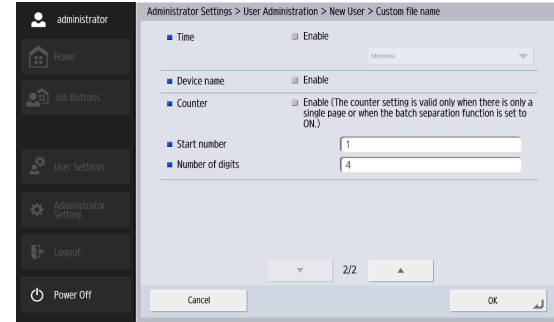 administrator
Administrator Settings > User Administration > New User > Custom file name
Home
Job Buttons
User Settings
Administrator
Setting
Logout
Power Off
Time
Enable
hhmmss
Device name
Enable
Counter
Enable (The counter setting is valid only when there is only a
single page or when the batch separation function is set to
ON.)
Start number
1
Number of digits
4
2/2
Cancel
OK